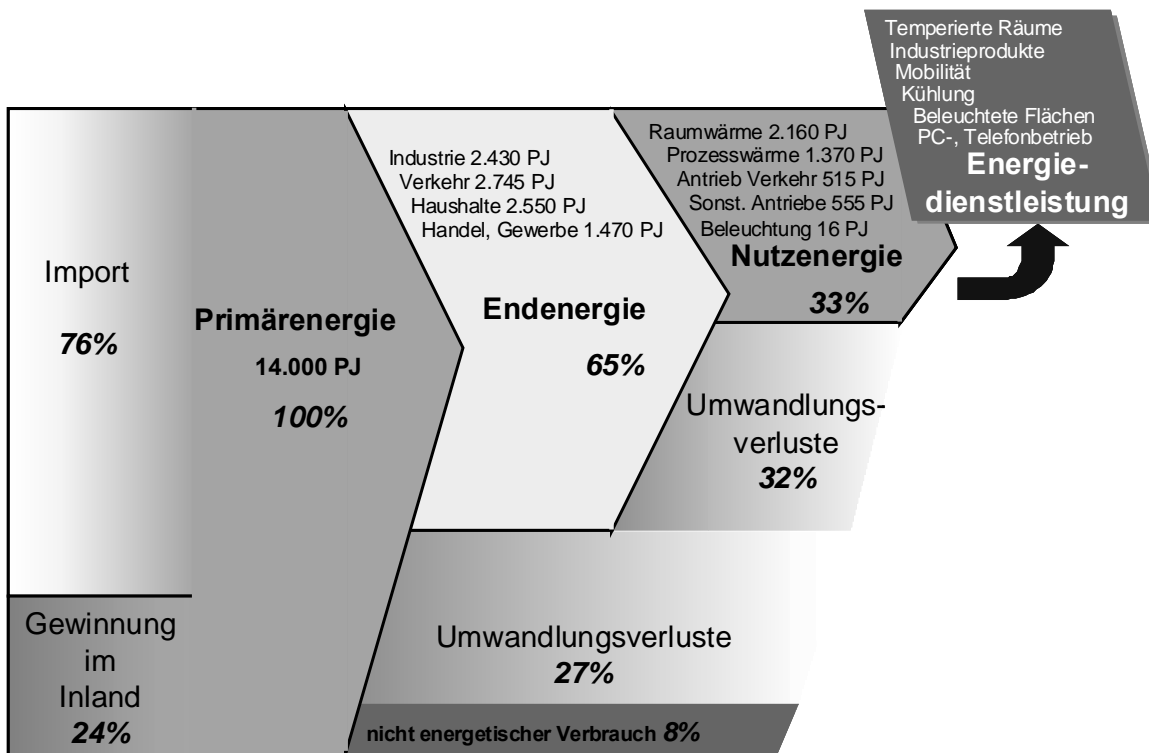 Temperierte Räume
Industrieprodukte
Mobilität
Kühlung
Beleuchtete Flächen
PC-, Telefonbetrieb
Energie-
dienstleistung
Import
76%
Gewinnung
im
Inland
24%
Primärenergie
14.000 PJ
100%
Industrie 2.430 PJ
Verkehr 2.745 PJ
Haushalte 2.550 PJ
Handel, Gewerbe 1.470 PJ
Endenergie
65%
Raumwärme 2.160 PJ
Prozesswärme 1.370 PJ
Antrieb Verkehr 515 PJ
Sonst. Antriebe 555 PJ
Beleuchtung 16 PJ
Nutzenergie
33%
Umwandlungs-
verluste
32%
Umwandlungsverluste
27%
nicht energetischer Verbrauch 8%